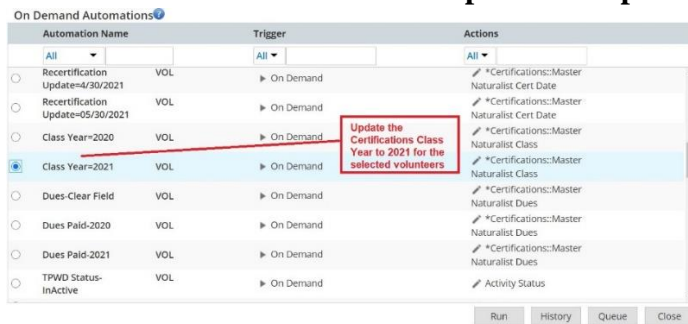 On Demand Automations?
Automation Name Trigger Actions
All All All
Recertification Update=4/30/2021 VOL On Demand *Certifications::Master Naturalist Cert Date
Recertification Update=05/30/2021 VOL On Demand *Certifications::Master Naturalist Cert Date
Class Year=2020 VOL On Demand *Certifications::Master Naturalist Class
Update the
Certifications Class
Year to 2021 for the
selected volunteers
Class Year=2021 VOL On Demand *Certifications::Master Naturalist Class
Dues-Clear Field VOL On Demand *Certifications::Master Naturalist Dues
Dues Paid-2020 VOL On Demand *Certifications::Master Naturalist Dues
Dues Paid-2021 VOL On Demand *Certifications::Master Naturalist Dues
TPWD Status-InActive VOL On Demand Activity Status
Run History Queue Close